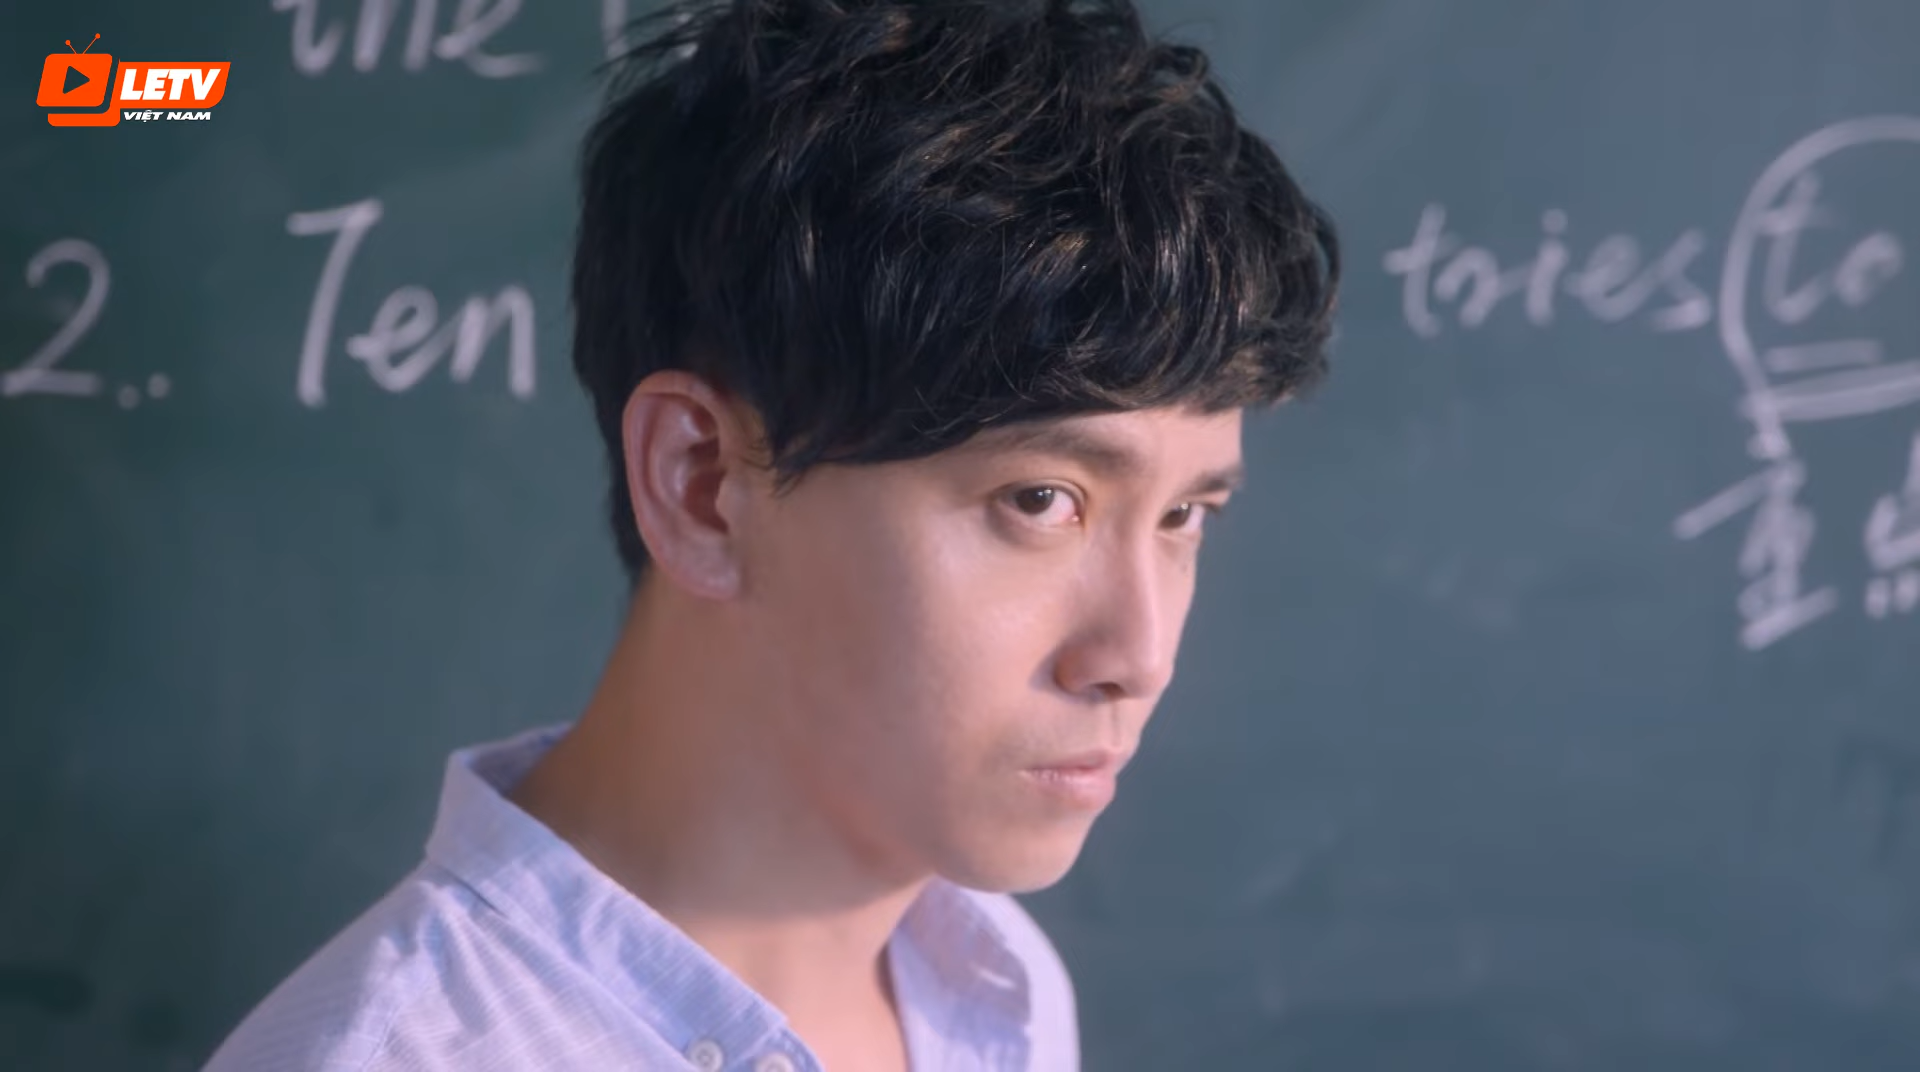 LETV
VIỆT NAM
the
2.. Ten tries (to
重点